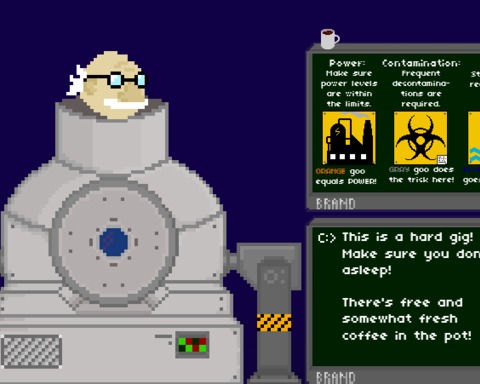 Power:
Make sure
power levels
are within
the limits.
ORANGE goo
equals POWER!
Contamination:
Frequent
decontamina-
tions are
required.
GRAY goo does
the trick here!
BRAND
C:> This is a hard gig!
Make sure you don
asleep!
There's free and
somewhat fresh
coffee in the pot!
BRAND